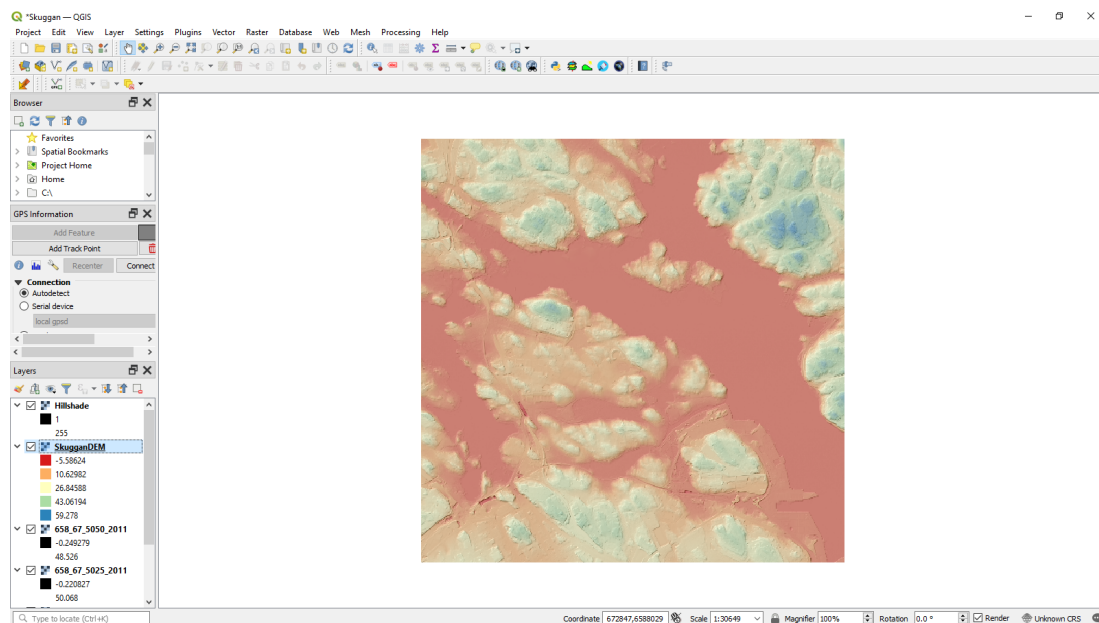 *Skuggan — QGIS
Project Edit View Layer Settings Plugins Vector Raster Database Web Mesh Processing Help
Browser
Favorites
Spatial Bookmarks
Project Home
Home
C:\
GPS Information
Add Feature
Add Track Point
Recenter Connect
Connection
Autodetect
Serial device
local gpsd
Layers
Hillshade
1
255
SkugganDEM
-5.58624
10.62982
26.84588
43.06194
59.278
658_67_5050_2011
-0.249279
48.526
658_67_5025_2011
-0.220827
50.068
Type to locate (Ctrl+K) Coordinate 672847,6588029 Scale 1:30649 Magnifier 100% Rotation 0.0 ° Render Unknown CRS